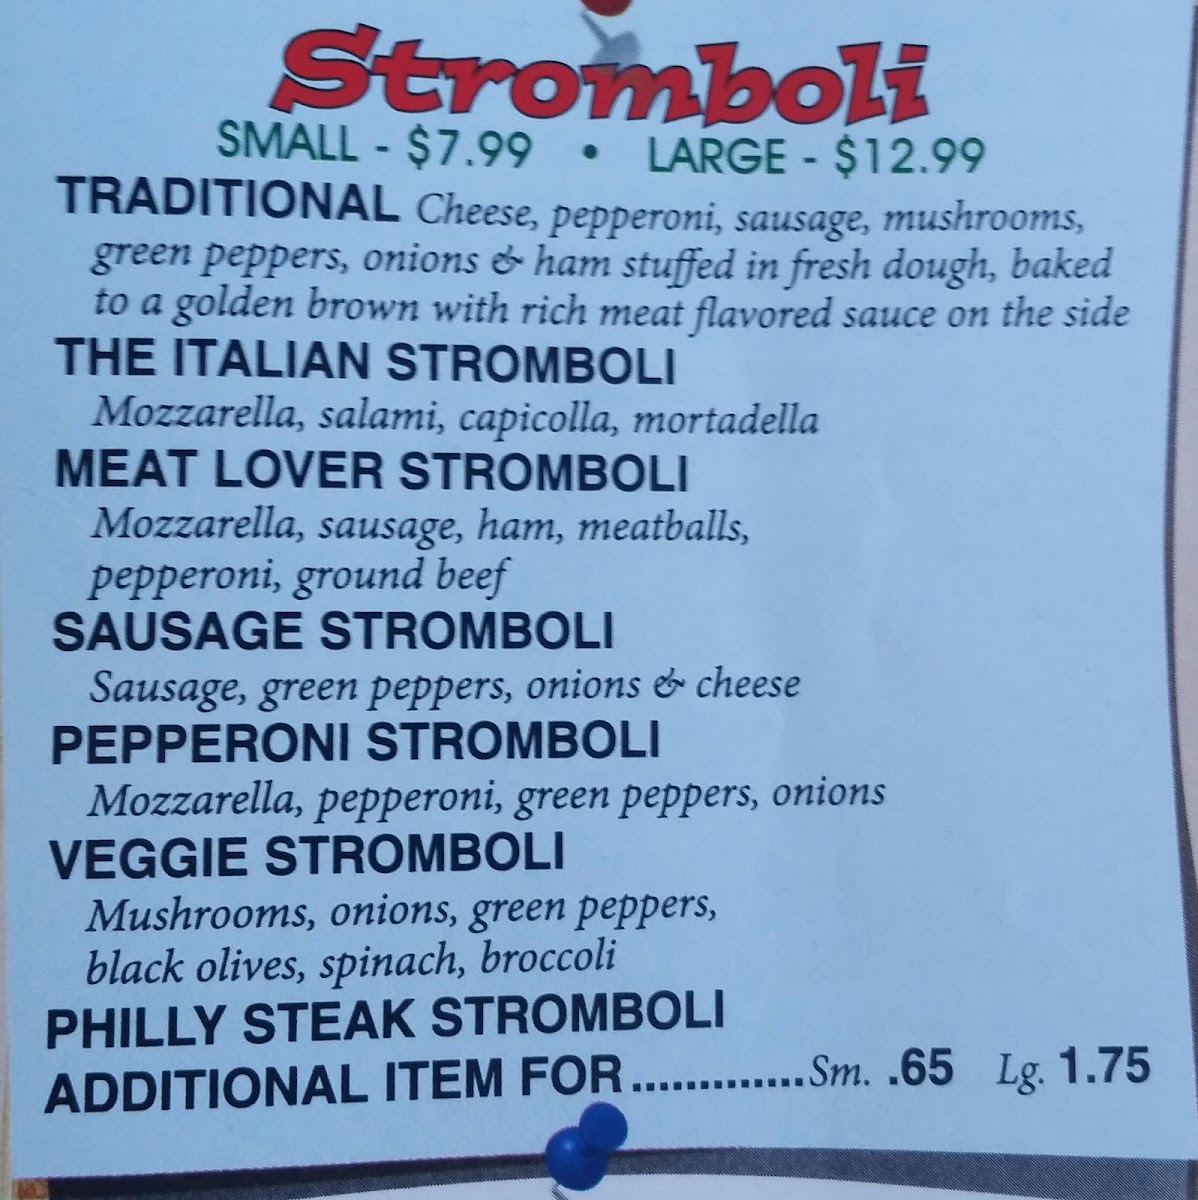 Stromboli
SMALL - $7.99 • LARGE - $12.99
TRADITIONAL Cheese, pepperoni, sausage, mushrooms,
green peppers, onions & ham stuffed in fresh dough, baked
to a golden brown with rich meat flavored sauce on the side
THE ITALIAN STROMBOLI
Mozzarella, salami, capicolla, mortadella
MEAT LOVER STROMBOLI
Mozzarella, sausage, ham, meatballs,
pepperoni, ground beef
SAUSAGE STROMBOLI
Sausage, green peppers, onions & cheese
PEPPERONI STROMBOLI
Mozzarella, pepperoni, green peppers, onions
VEGGIE STROMBOLI
Mushrooms, onions, green peppers,
black olives, spinach, broccoli
PHILLY STEAK STROMBOLI
ADDITIONAL ITEM FOR.............Sm. .65 Lg. 1.75